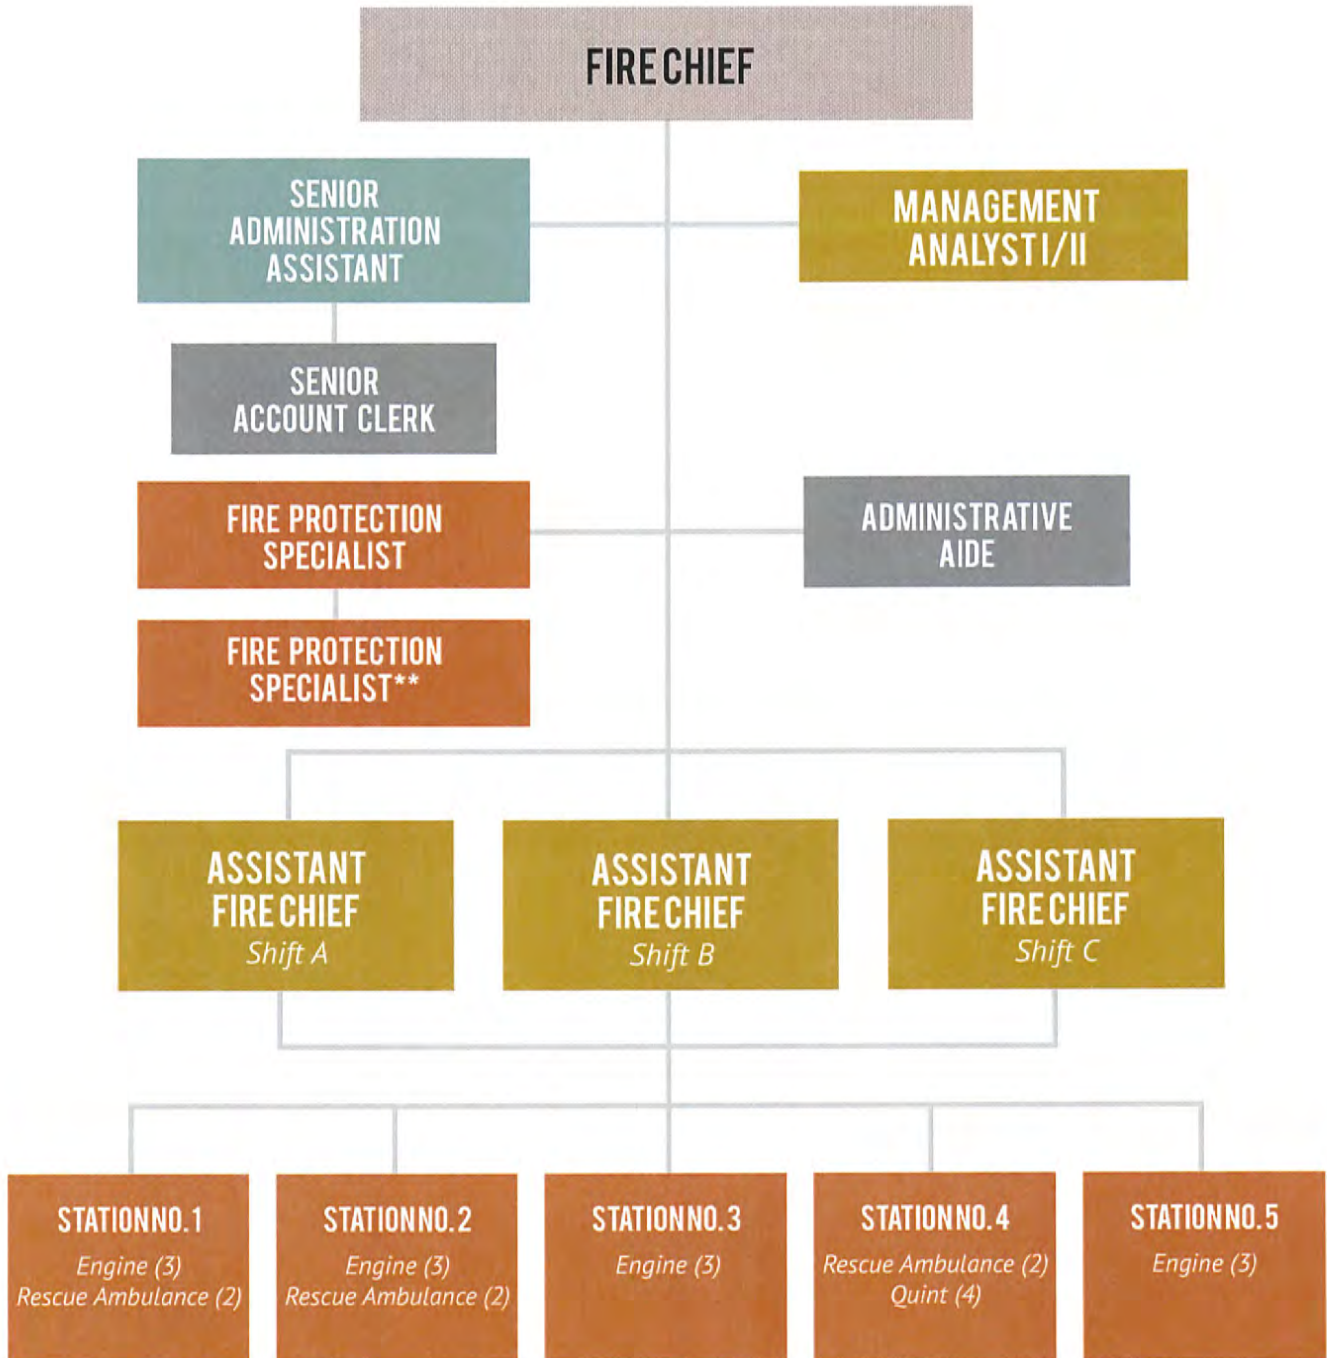 FIRE CHIEF
SENIOR
ADMINISTRATION
ASSISTANT
MANAGEMENT
ANALYST I/II
SENIOR
ACCOUNT CLERK
FIRE PROTECTION
SPECIALIST
ADMINISTRATIVE
AIDE
FIRE PROTECTION
SPECIALIST**
ASSISTANT
FIRE CHIEF
Shift A
ASSISTANT
FIRE CHIEF
Shift B
ASSISTANT
FIRE CHIEF
Shift C
STATION NO. 1
Engine (3)
Rescue Ambulance (2)
STATION NO. 2
Engine (3)
Rescue Ambulance (2)
STATION NO. 3
Engine (3)
STATION NO. 4
Rescue Ambulance (2)
Quint (4)
STATION NO. 5
Engine (3)